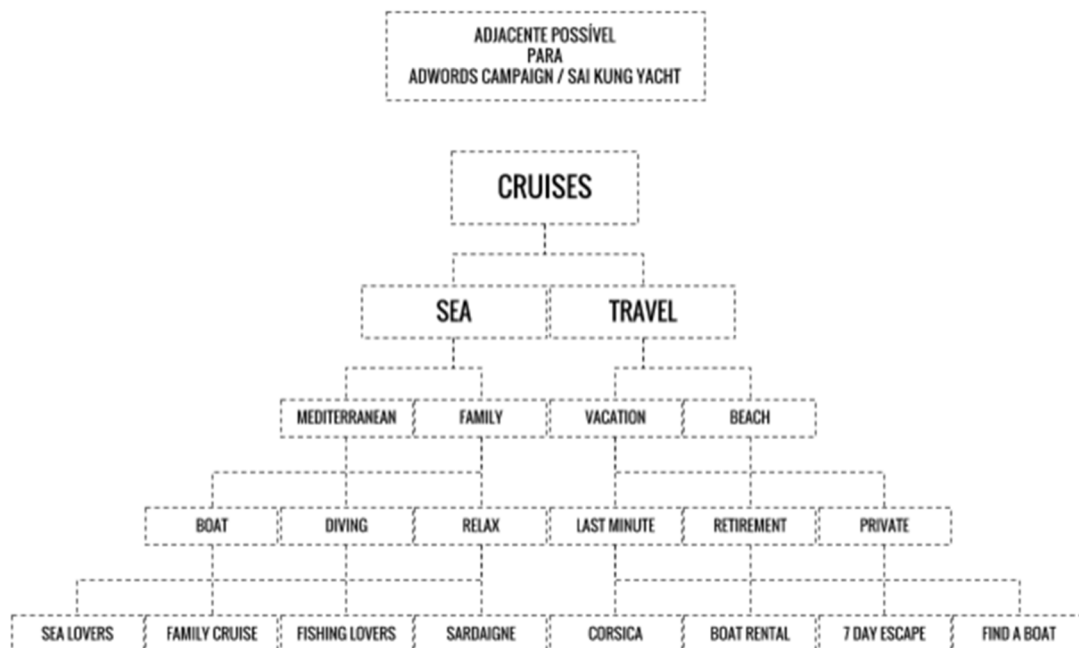 ADJACENTE POSSÍVEL
PARA
ADWORDS CAMPAIGN / SAI KUNG YACHT
CRUISES
SEA TRAVEL
MEDITERRANEAN FAMILY VACATION BEACH
BOAT DIVING RELAX LAST MINUTE RETIREMENT PRIVATE
SEA LOVERS FAMILY CRUISE FISHING LOVERS SARDAIGNE CORSICA BOAT RENTAL 7 DAY ESCAPE FIND A BOAT